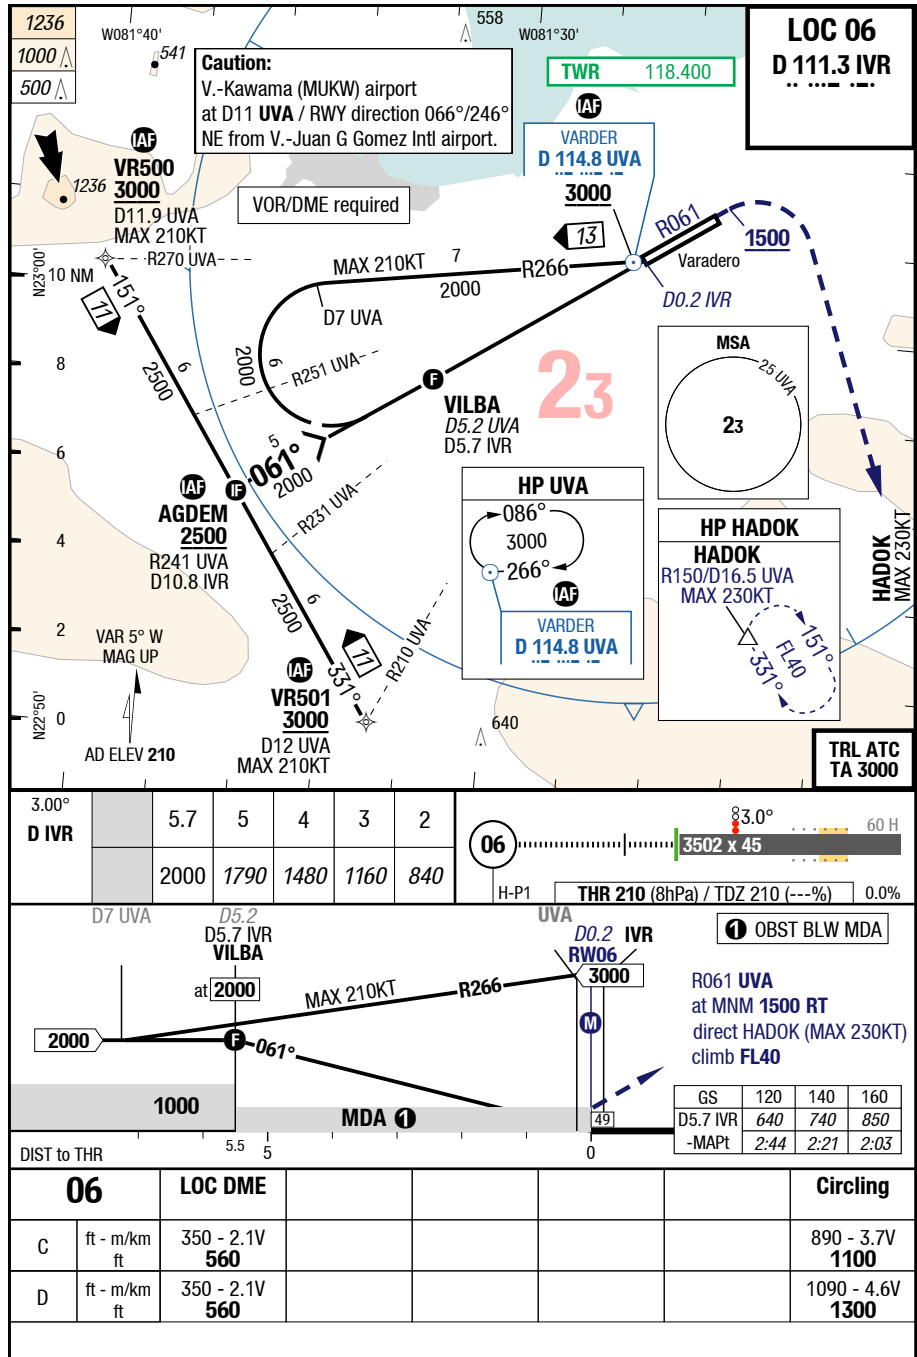 1236
1000
500
W081°40'
541
558
W081°30'
LOC 06
D 111.3 IVR
TWR 118.400
Caution:
V.-Kawama (MUKW) airport
at D11 UVA / RWY direction 066°/246°
NE from V.-Juan G Gomez Intl airport.
IAF
VARDER
D 114.8 UVA
3000
IAF
VR500
3000
D11.9 UVA
MAX 210KT
1236
VOR/DME required
13
R061
1500
Varadero
D0.2 IVR
N23°00'
10 NM
R270 UVA
151°
11
MAX 210KT
7
R266
2000
D7 UVA
6
2500
2000
6
R251 UVA
8
F
VILBA
D5.2 UVA
D5.7 IVR
23
MSA
25 UVA
23
6
5
061°
2000
IAF
IF
AGDEM
2500
R241 UVA
D10.8 IVR
R231 UVA
4
HP UVA
086°
3000
266°
IAF
VARDER
D 114.8 UVA
HP HADOK
HADOK
R150/D16.5 UVA
MAX 230KT
151°
FL40
331°
HADOK
MAX 230KT
6
2500
2
VAR 5° W
MAG UP
11
331°
R210 UVA
IAF
VR501
3000
D12 UVA
MAX 210KT
N22°50'
0
AD ELEV 210
640
TRL ATC
TA 3000
3.00°
D IVR
5.7 5 4 3 2
2000 1790 1480 1160 840
06
3.0°
60 H
3502 x 45
H-P1
THR 210 (8hPa) / TDZ 210 (---%)
0.0%
D7 UVA
D5.2
D5.7 IVR
VILBA
at 2000
UVA
D0.2 IVR
RW06
3000
1 OBST BLW MDA
MAX 210KT
R266
2000
F
061°
M
R061 UVA
at MNM 1500 RT
direct HADOK (MAX 230KT)
climb FL40
1000
MDA 1
49
GS 120 140 160
D5.7 IVR 640 740 850
-MAPt 2:44 2:21 2:03
DIST to THR
5.5
5
0
06 LOC DME Circling
C ft - m/km 350 - 2.1V 890 - 3.7V
ft 560 1100
D ft - m/km 350 - 2.1V 1090 - 4.6V
ft 560 1300